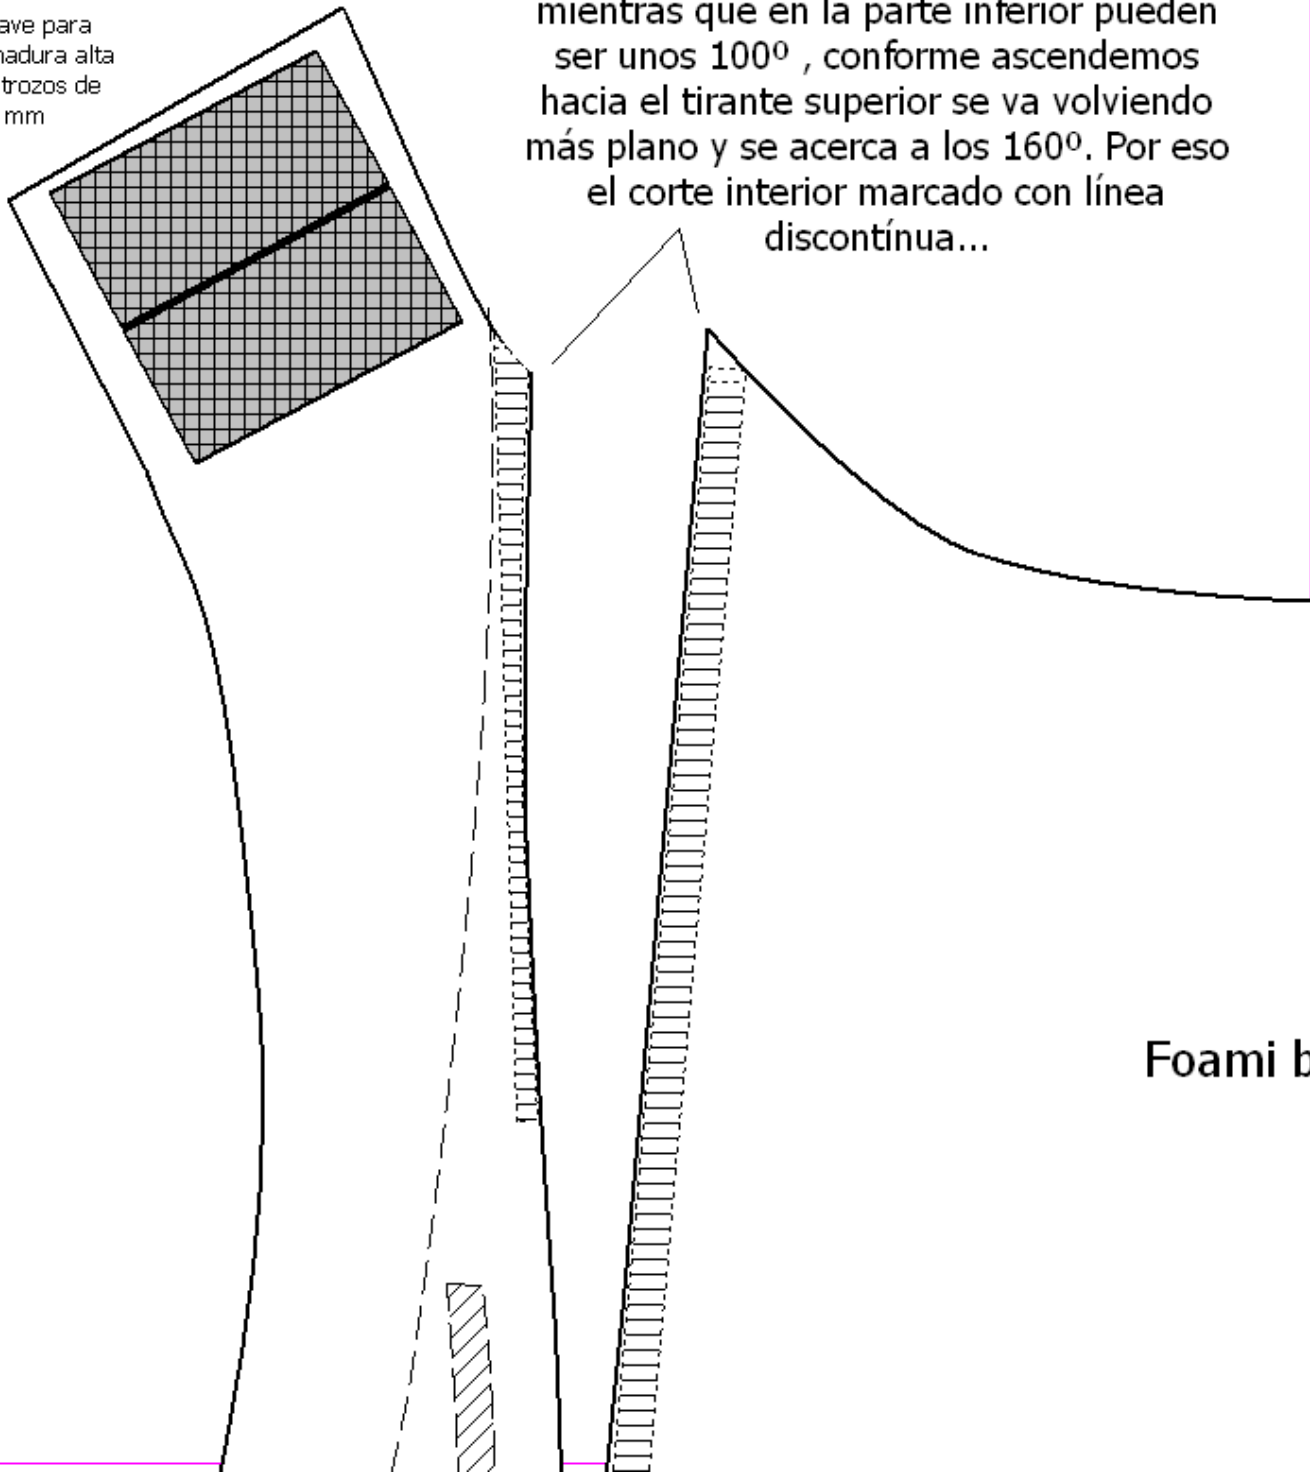 ave para
nadura alta
trozos de
mm
mientras que en la parte inferior pueden
ser unos 100º , conforme ascendemos
hacia el tirante superior se va volviendo
más plano y se acerca a los 160º. Por eso
el corte interior marcado con línea
discontínua...
Foami b